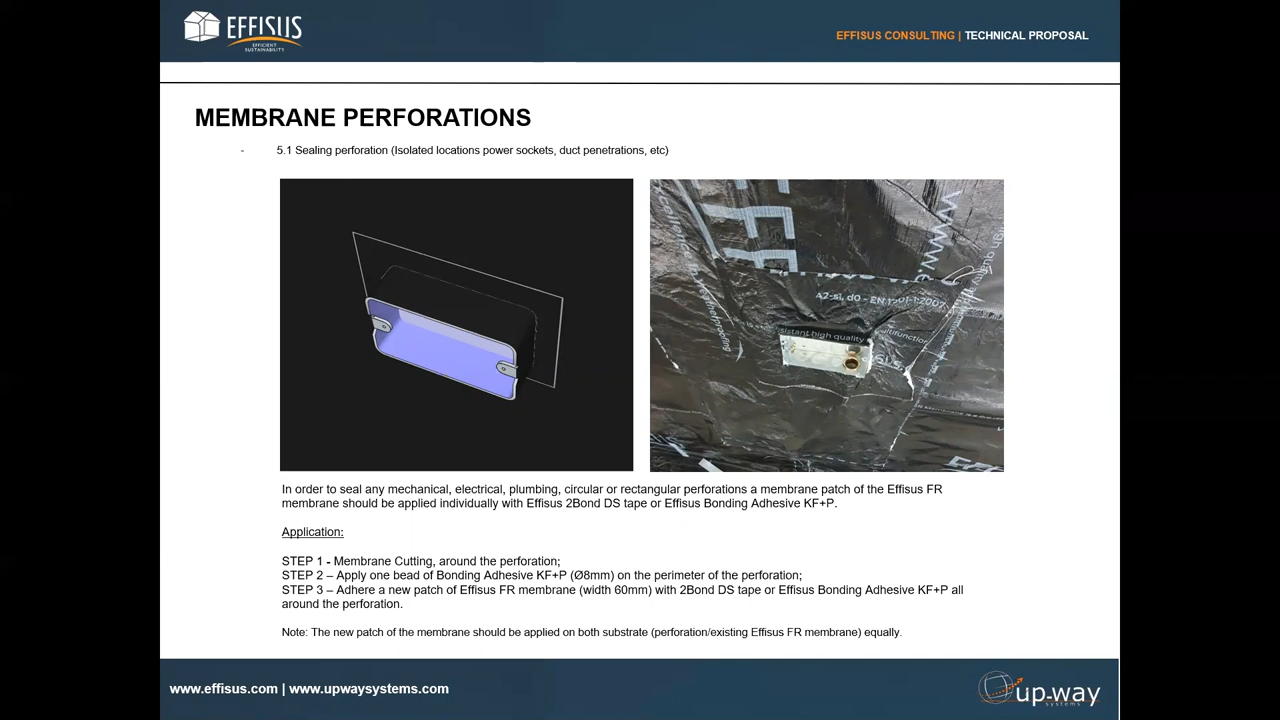 EFFISUS
EFFICIENT
SUSTAINABILITY
EFFISUS CONSULTING | TECHNICAL PROPOSAL
MEMBRANE PERFORATIONS
- 5.1 Sealing perforation (Isolated locations power sockets, duct penetrations, etc)
www.e
high quality
A2-s1, d0 - EN 13501-1:2007
sistant high quality
multifunction
In order to seal any mechanical, electrical, plumbing, circular or rectangular perforations a membrane patch of the Effisus FR
membrane should be applied individually with Effisus 2Bond DS tape or Effisus Bonding Adhesive KF+P.
Application:
STEP 1 - Membrane Cutting, around the perforation;
STEP 2 – Apply one bead of Bonding Adhesive KF+P (Ø8mm) on the perimeter of the perforation;
STEP 3 – Adhere a new patch of Effisus FR membrane (width 60mm) with 2Bond DS tape or Effisus Bonding Adhesive KF+P all
around the perforation.
Note: The new patch of the membrane should be applied on both substrate (perforation/existing Effisus FR membrane) equally.
www.effisus.com | www.upwaysystems.com
up·way
systems